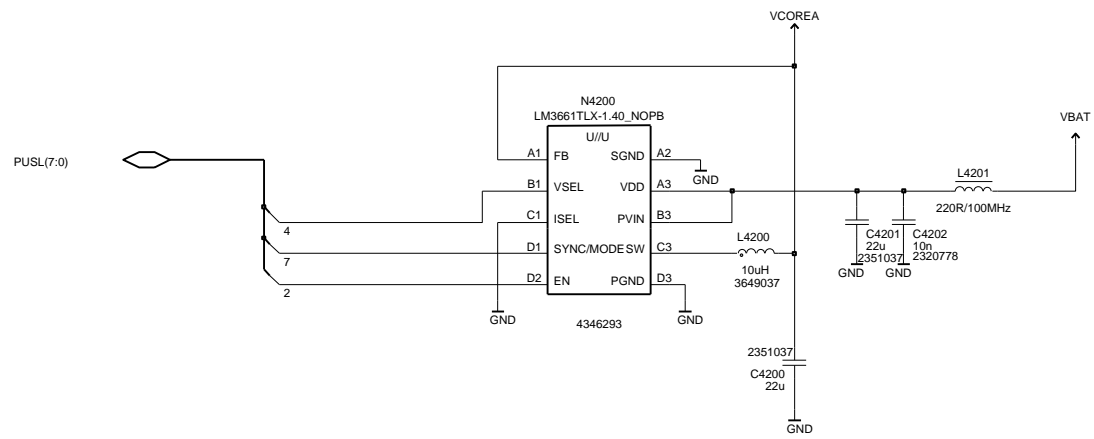 VCOREA
N4200
LM3661TLX-1.40_NOPB
VBAT
U//U
PUSL(7:0)
A1 FB SGND A2
GND
L4201
B1 VSEL VDD A3
220R/100MHz
C1 ISEL PVIN B3
4
C4201
22u
2351037
C4202
10n
2320778
L4200
D1 SYNC/MODE SW C3
7
10uH
3649037
GND
GND
D2 EN PGND D3
2
GND
GND
4346293
2351037
C4200
22u
GND